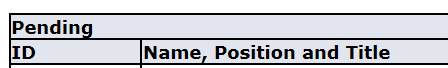 Pending
ID Name, Position and Title